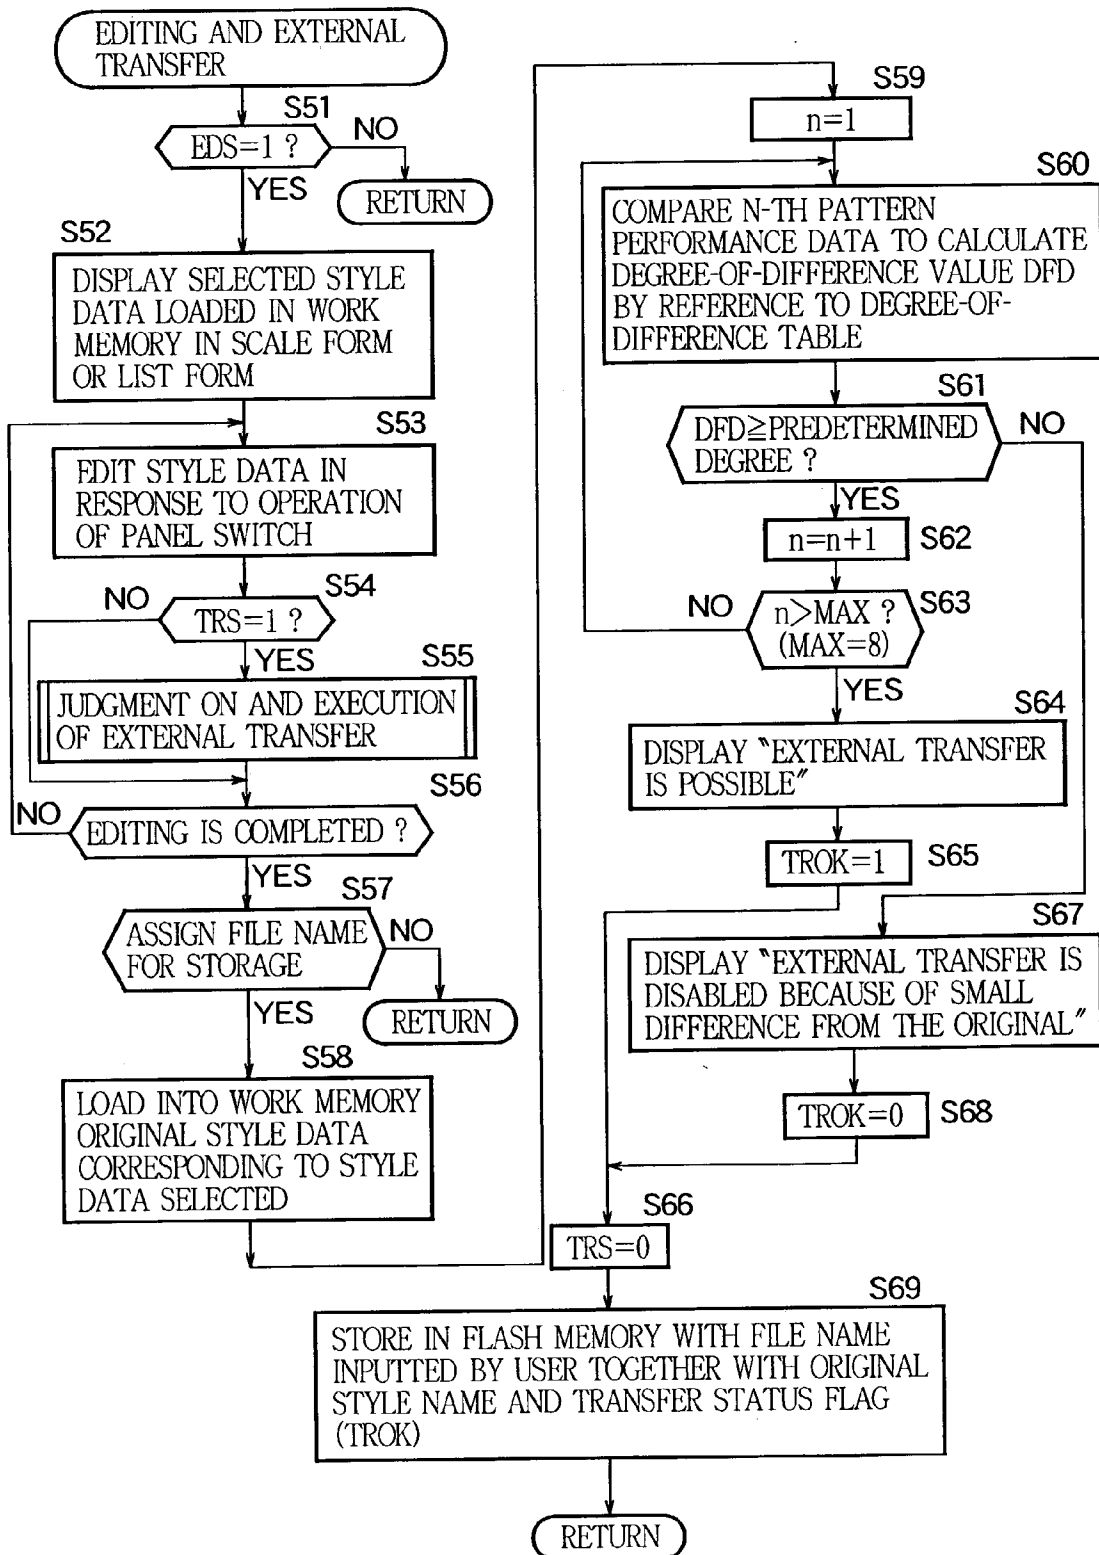 EDITING AND EXTERNAL
TRANSFER
S51
EDS=1 ?
NO
RETURN
YES
S52
DISPLAY SELECTED STYLE
DATA LOADED IN WORK
MEMORY IN SCALE FORM
OR LIST FORM
S53
EDIT STYLE DATA IN
RESPONSE TO OPERATION
OF PANEL SWITCH
S54
NO
TRS=1 ?
YES
S55
JUDGMENT ON AND EXECUTION
OF EXTERNAL TRANSFER
S56
NO
EDITING IS COMPLETED ?
YES
S57
ASSIGN FILE NAME
FOR STORAGE
NO
RETURN
YES
S58
LOAD INTO WORK MEMORY
ORIGINAL STYLE DATA
CORRESPONDING TO STYLE
DATA SELECTED
S59
n=1
S60
COMPARE N-TH PATTERN
PERFORMANCE DATA TO CALCULATE
DEGREE-OF-DIFFERENCE VALUE DFD
BY REFERENCE TO DEGREE-OF-
DIFFERENCE TABLE
S61
DFD≧PREDETERMINED
DEGREE ?
NO
YES
n=n+1
S62
NO
n>MAX ?
(MAX=8)
S63
YES
S64
DISPLAY "EXTERNAL TRANSFER
IS POSSIBLE"
TROK=1
S65
S67
DISPLAY "EXTERNAL TRANSFER IS
DISABLED BECAUSE OF SMALL
DIFFERENCE FROM THE ORIGINAL"
TROK=0
S68
S66
TRS=0
S69
STORE IN FLASH MEMORY WITH FILE NAME
INPUTTED BY USER TOGETHER WITH ORIGINAL
STYLE NAME AND TRANSFER STATUS FLAG
(TROK)
RETURN